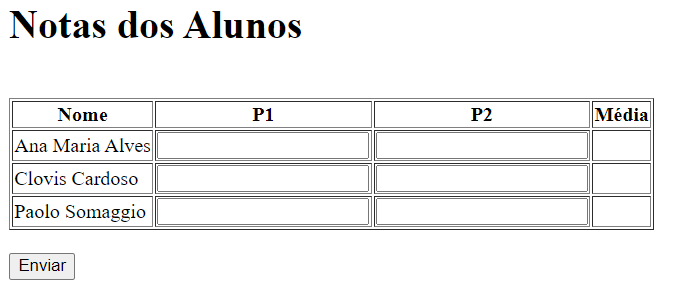 Notas dos Alunos
Nome P1 P2 Média
Ana Maria Alves
Clovis Cardoso
Paolo Somaggio
Enviar